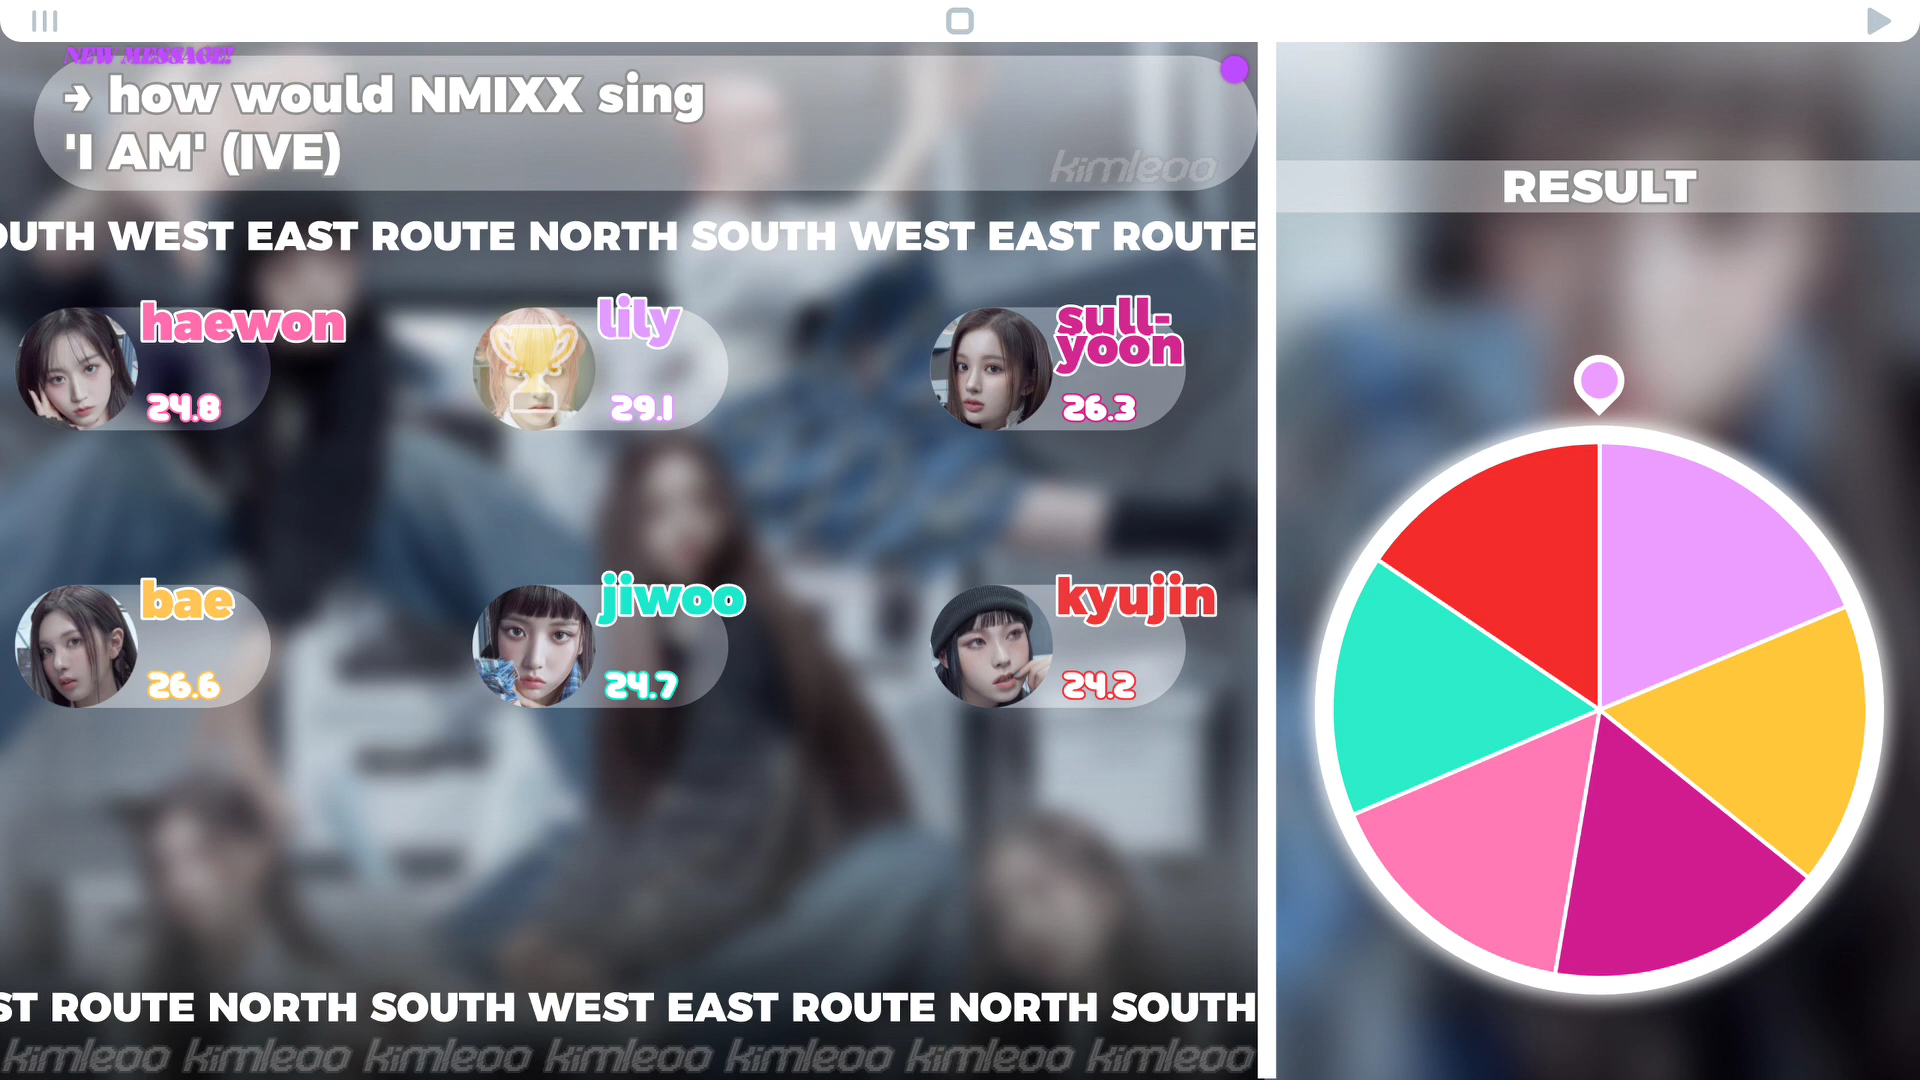 NEW MESSAGE!
→ how would NMIXX sing
'I AM' (IVE)
kimleoo
OUTH WEST EAST ROUTE NORTH SOUTH WEST EAST ROUTE
RESULT
haewon
24.8
lily
29.1
sull-
yoon
26.3
bae
26.6
jiwoo
24.7
kyujin
24.2
ST ROUTE NORTH SOUTH WEST EAST ROUTE NORTH SOUTH
kimleoo kimleoo kimleoo kimleoo kimleoo kimleoo kimleoo